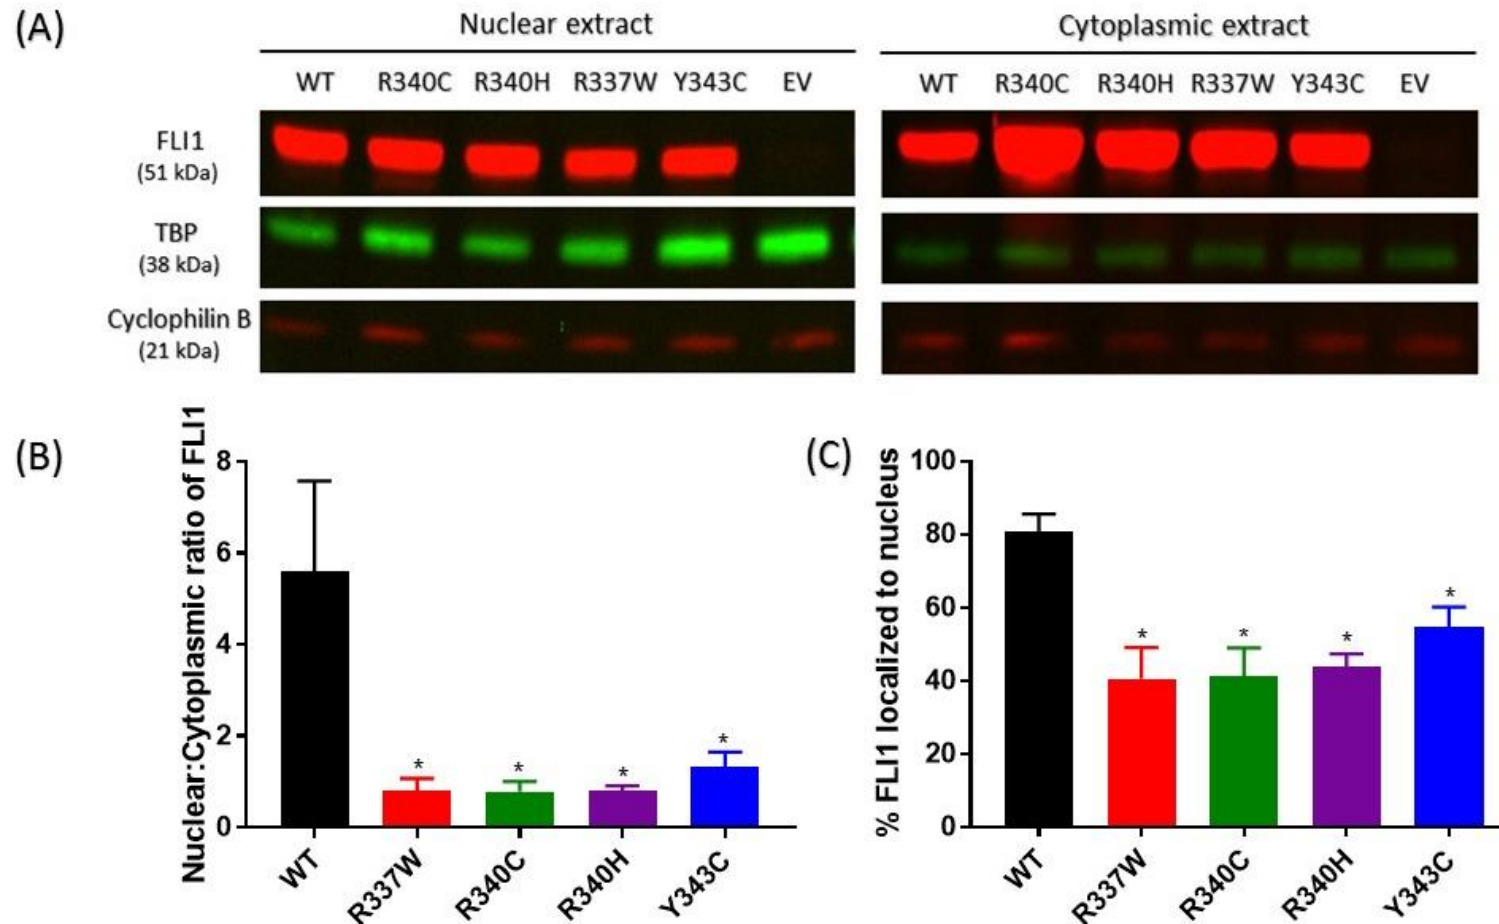 (A)
Nuclear extract
Cytoplasmic extract
WT R340C R340H R337W Y343C EV
WT R340C R340H R337W Y343C EV
FLI1
(51 kDa)
TBP
(38 kDa)
Cyclophilin B
(21 kDa)
(B)
Nuclear:Cytoplasmic ratio of FLI1
8
6
4
2
0
* * * *
WT R337W R340C R340H Y343C
(C)
% FLI1 localized to nucleus
100
80
60
40
20
0
* * * *
WT R337W R340C R340H Y343C